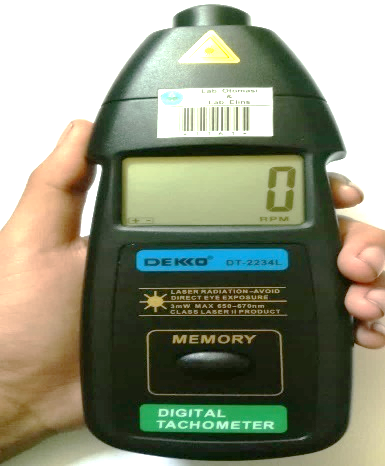 Lab. Otomasi
&
Lab. Elins
0
RPM
DEKKO DT-2234L
LASER RADIATION-AVOID
DIRECT EYE EXPOSURE
3mW MAX 650-670nm
CLASS LASER II PRODUCT
MEMORY
DIGITAL
TACHOMETER